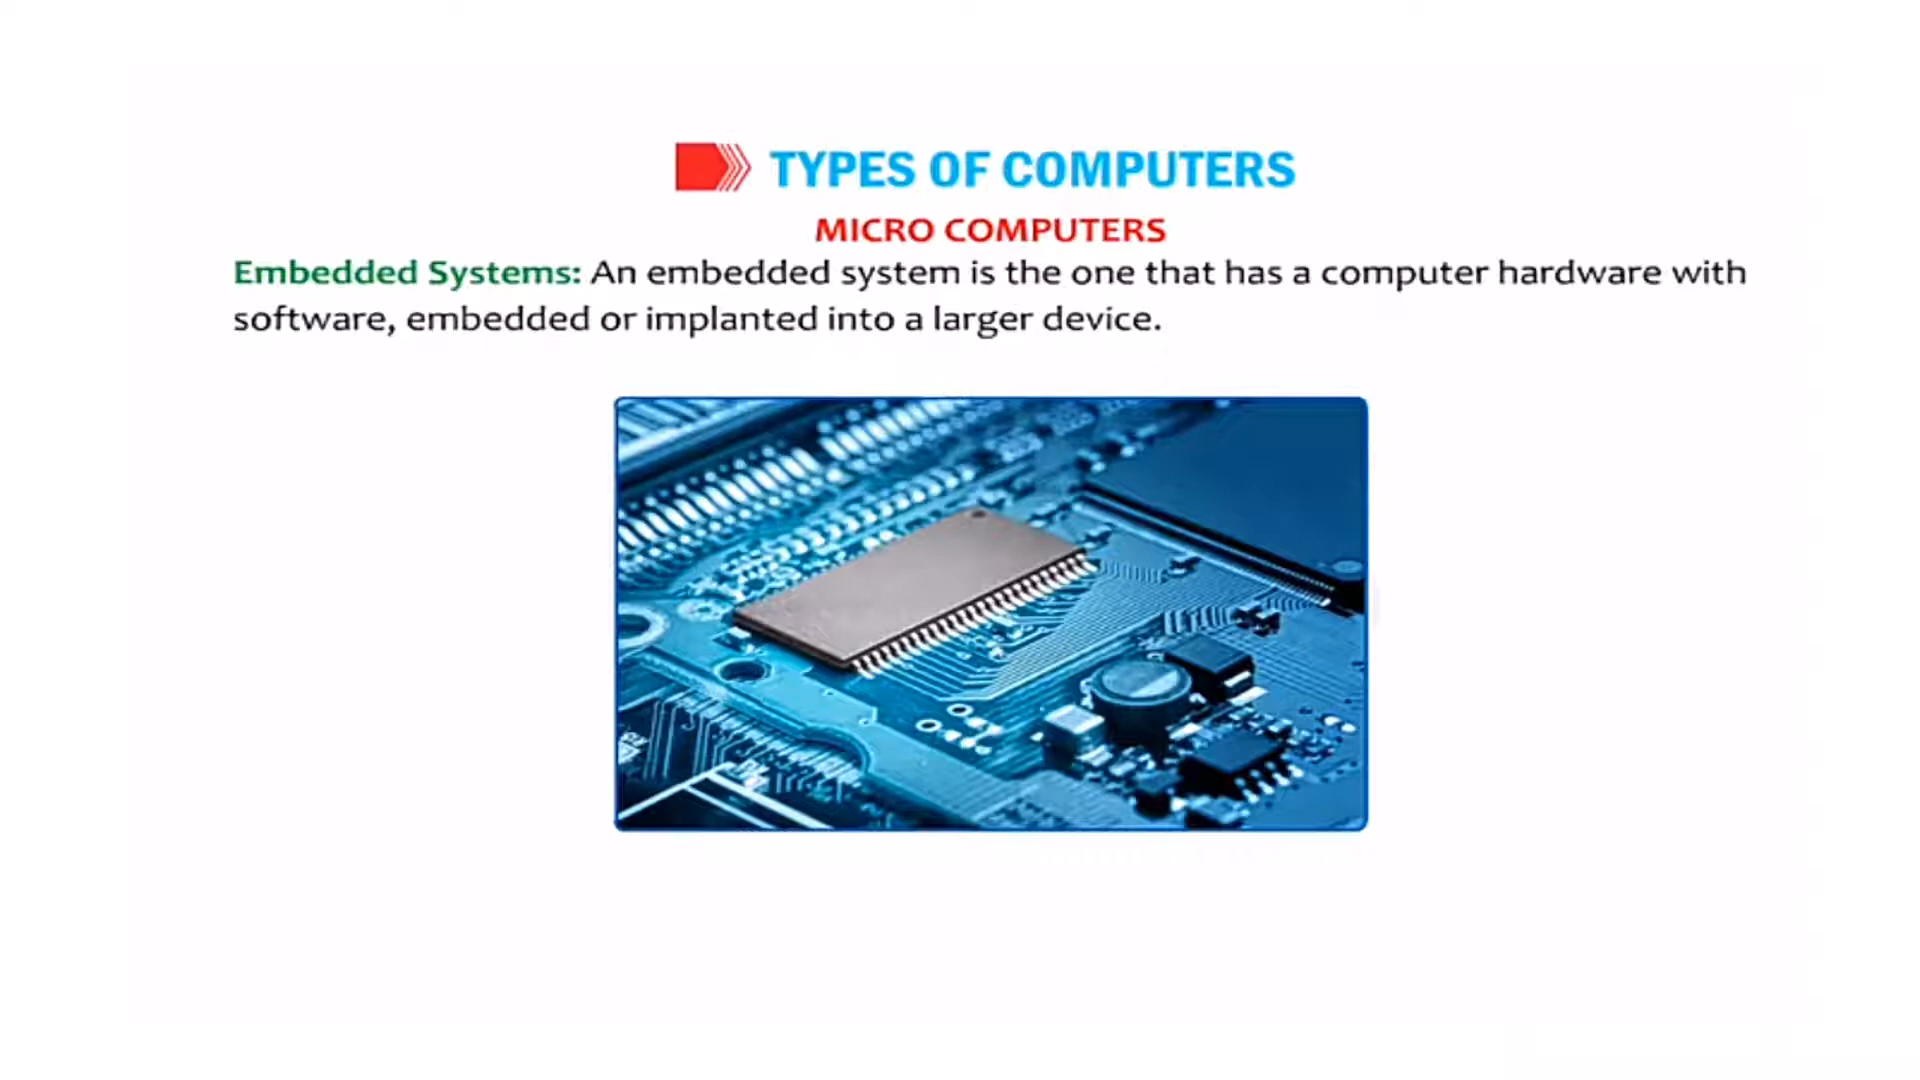 TYPES OF COMPUTERS
MICRO COMPUTERS
Embedded Systems: An embedded system is the one that has a computer hardware with
software, embedded or implanted into a larger device.